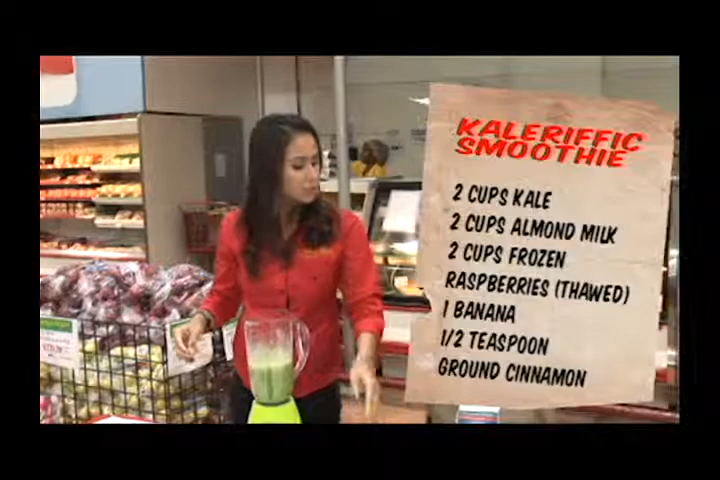 KALERIFFIC
SMOOTHIE
2 CUPS KALE
2 CUPS ALMOND MILK
2 CUPS FROZEN
RASPBERRIES (THAWED)
1 BANANA
1/2 TEASPOON
GROUND CINNAMON